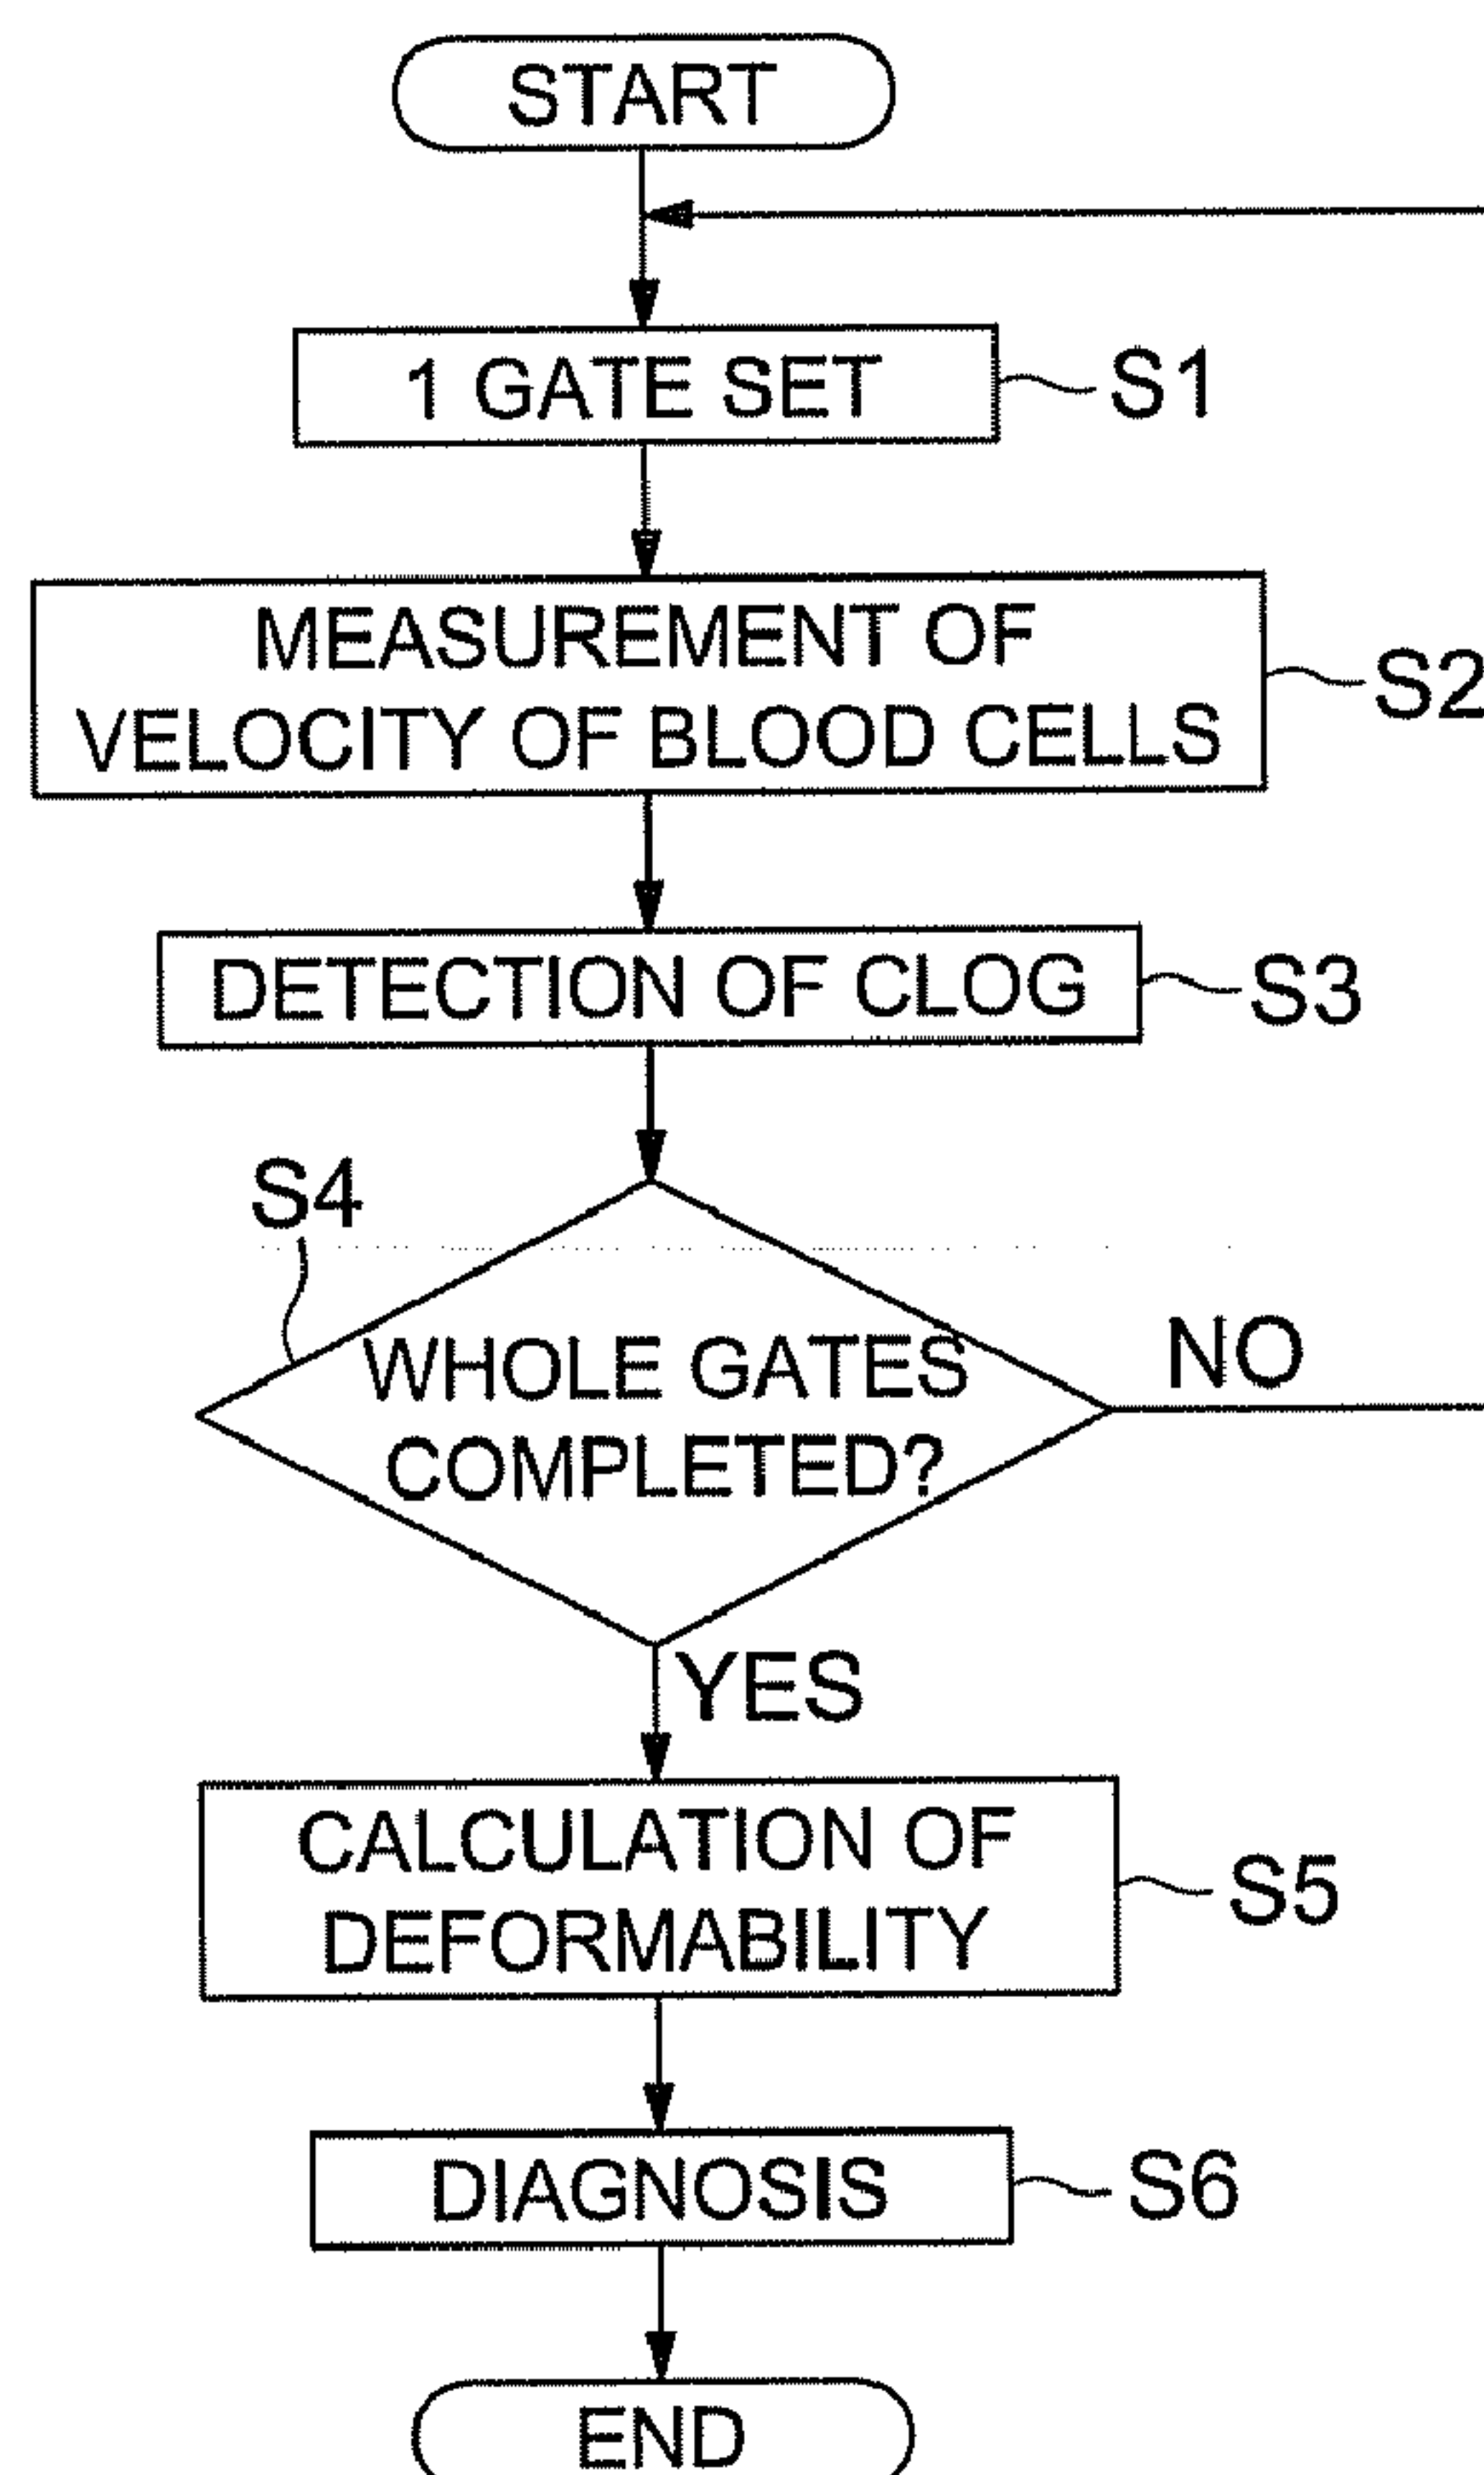 START
1 GATE SET
S1
MEASUREMENT OF
VELOCITY OF BLOOD CELLS
S2
DETECTION OF CLOG
S3
S4
WHOLE GATES
COMPLETED?
NO
YES
CALCULATION OF
DEFORMABILITY
S5
DIAGNOSIS
S6
END